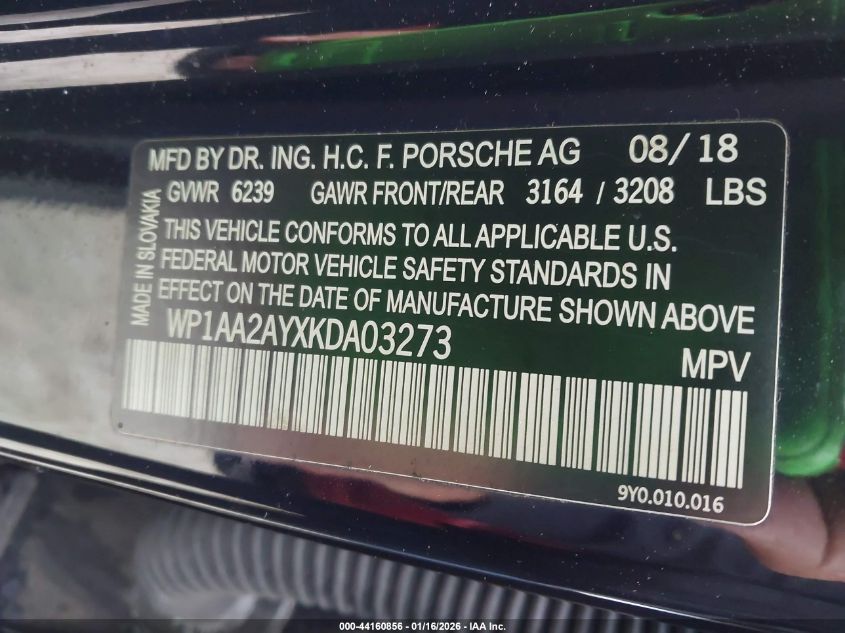 MFD BY DR. ING. H.C. F. PORSCHE AG 08/18
GVWR 6239 GAWR FRONT/REAR 3164 / 3208 LBS
MADE IN SLOVAKIA
THIS VEHICLE CONFORMS TO ALL APPLICABLE U.S.
FEDERAL MOTOR VEHICLE SAFETY STANDARDS IN
EFFECT ON THE DATE OF MANUFACTURE SHOWN ABOVE
WP1AA2AYXKDA03273
MPV
9Y0.010.016
000-44160856 - 01/16/2026 - IAA Inc.